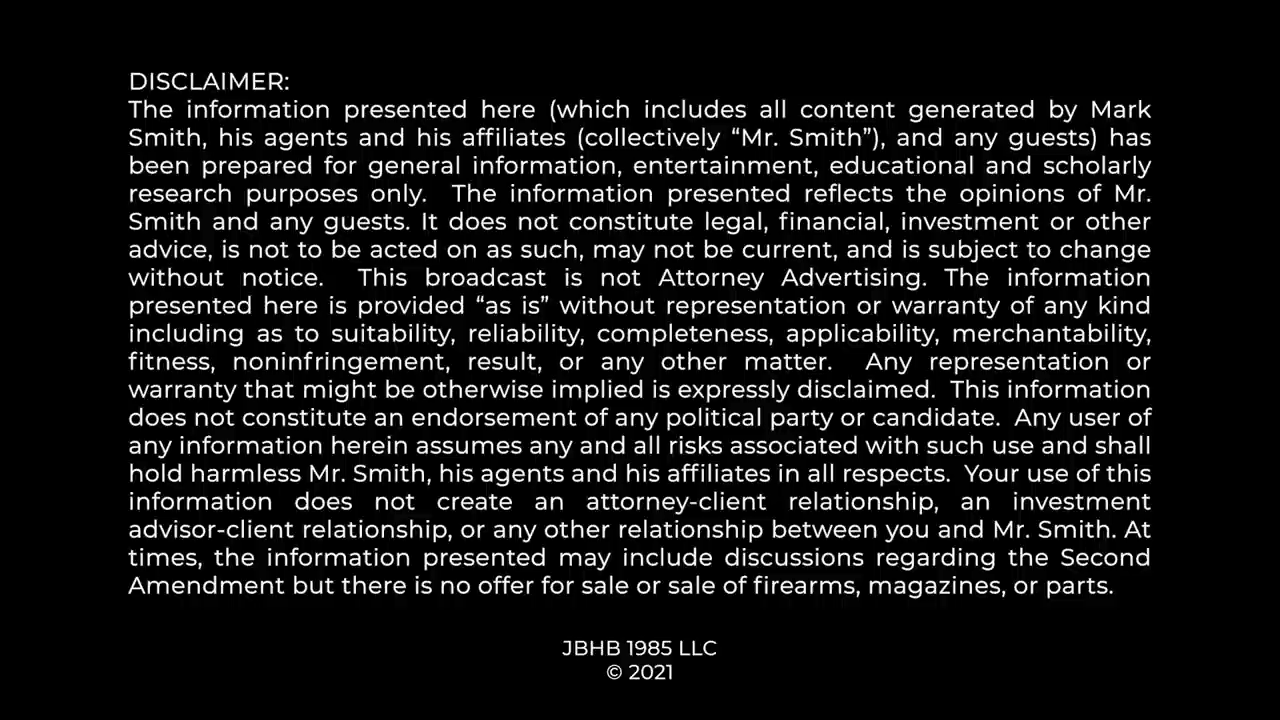 DISCLAIMER:
The information presented here (which includes all content generated by Mark
Smith, his agents and his affiliates (collectively “Mr. Smith”), and any guests) has
been prepared for general information, entertainment, educational and scholarly
research purposes only.  The information presented reflects the opinions of Mr.
Smith and any guests. It does not constitute legal, financial, investment or other
advice, is not to be acted on as such, may not be current, and is subject to change
without notice.  This broadcast is not Attorney Advertising. The information
presented here is provided “as is” without representation or warranty of any kind
including as to suitability, reliability, completeness, applicability, merchantability,
fitness, noninfringement, result, or any other matter.  Any representation or
warranty that might be otherwise implied is expressly disclaimed.  This information
does not constitute an endorsement of any political party or candidate.  Any user of
any information herein assumes any and all risks associated with such use and shall
hold harmless Mr. Smith, his agents and his affiliates in all respects.  Your use of this
information does not create an attorney-client relationship, an investment
advisor-client relationship, or any other relationship between you and Mr. Smith. At
times, the information presented may include discussions regarding the Second
Amendment but there is no offer for sale or sale of firearms, magazines, or parts.
JBHB 1985 LLC
© 2021